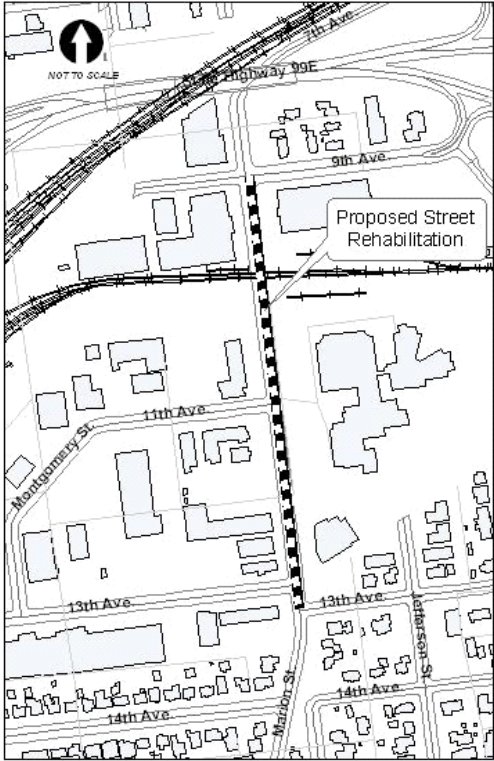 7th Ave.
NOT TO SCALE
Highway 99E
9th Ave.
Proposed Street
Rehabilitation
11th Ave.
Montgomery St.
13th Ave.
13th Ave.
Jefferson St
Marion St
14th Ave.
14th Ave.